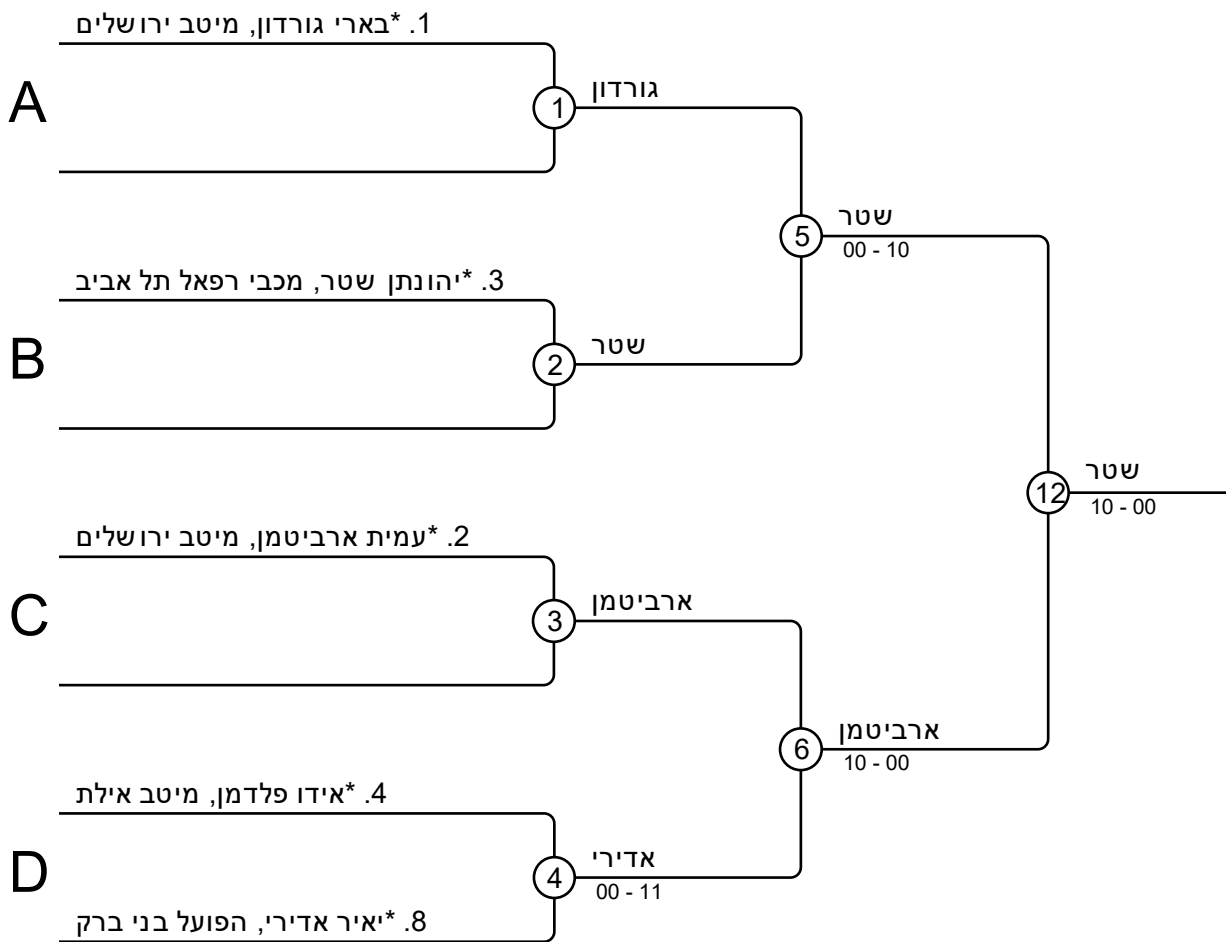 1. *בארי גורדון, מיטב ירושלים
A
1
גורדון
5
שטר
00 - 10
3. *יהונתן שטר, מכבי רפאל תל אביב
B
2
שטר
12
שטר
10 - 00
2. *עמית ארביטמן, מיטב ירושלים
C
3
ארביטמן
6
ארביטמן
10 - 00
4. *אידו פלדמן, מיטב אילת
D
4
אדירי
00 - 11
8. *יאיר אדירי, הפועל בני ברק